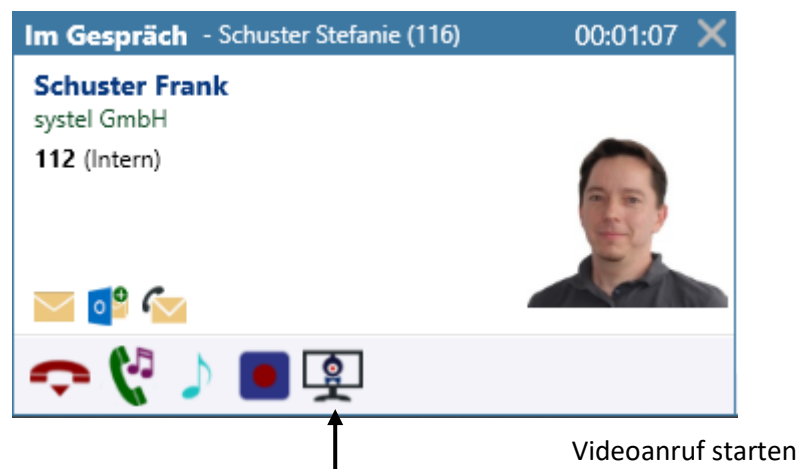 Im Gespräch - Schuster Stefanie (116) 00:01:07
Schuster Frank
systel GmbH
112 (Intern)
Videoanruf starten